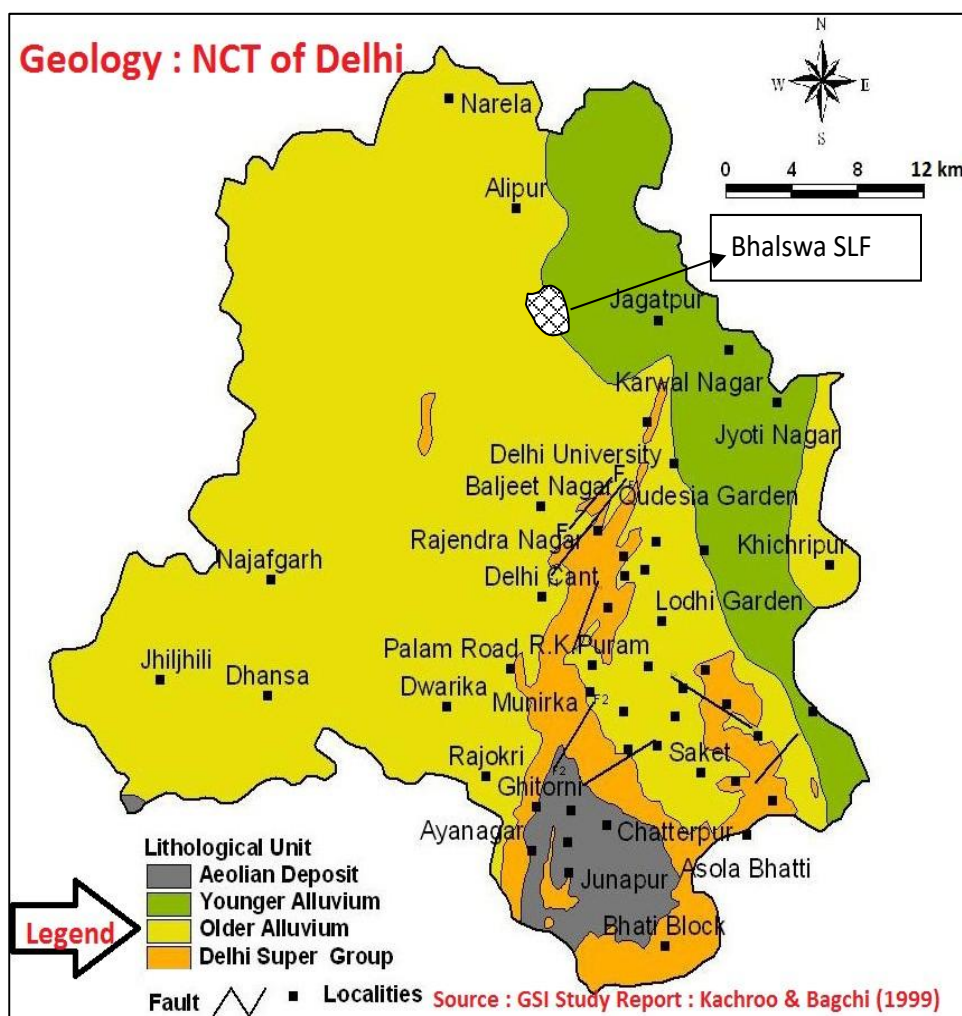 Geology : NCT of Delhi
N
W E
S
Narela
0 4 8 12 km
Alipur
Bhalswa SLF
Jagatpur
Karwal Nagar
Jyoti Nagar
Delhi University
F
Baljeet Nagar
Qudesia Garden
F
Rajendra Nagar
Khichripur
Najafgarh
Delhi Cant
Lodhi Garden
R.K.Puram
Palam Road
Jhiljhili
Dhansa
Dwarika
Munirka
F2
Rajokri
Saket
F2
Ghitorni
Ayanagar
Chatterpur
Asola Bhatti
Junapur
Bhati Block
Lithological Unit
Aeolian Deposit
Younger Alluvium
Older Alluvium
Delhi Super Group
Legend
Fault
Localities
Source : GSI Study Report : Kachroo & Bagchi (1999)